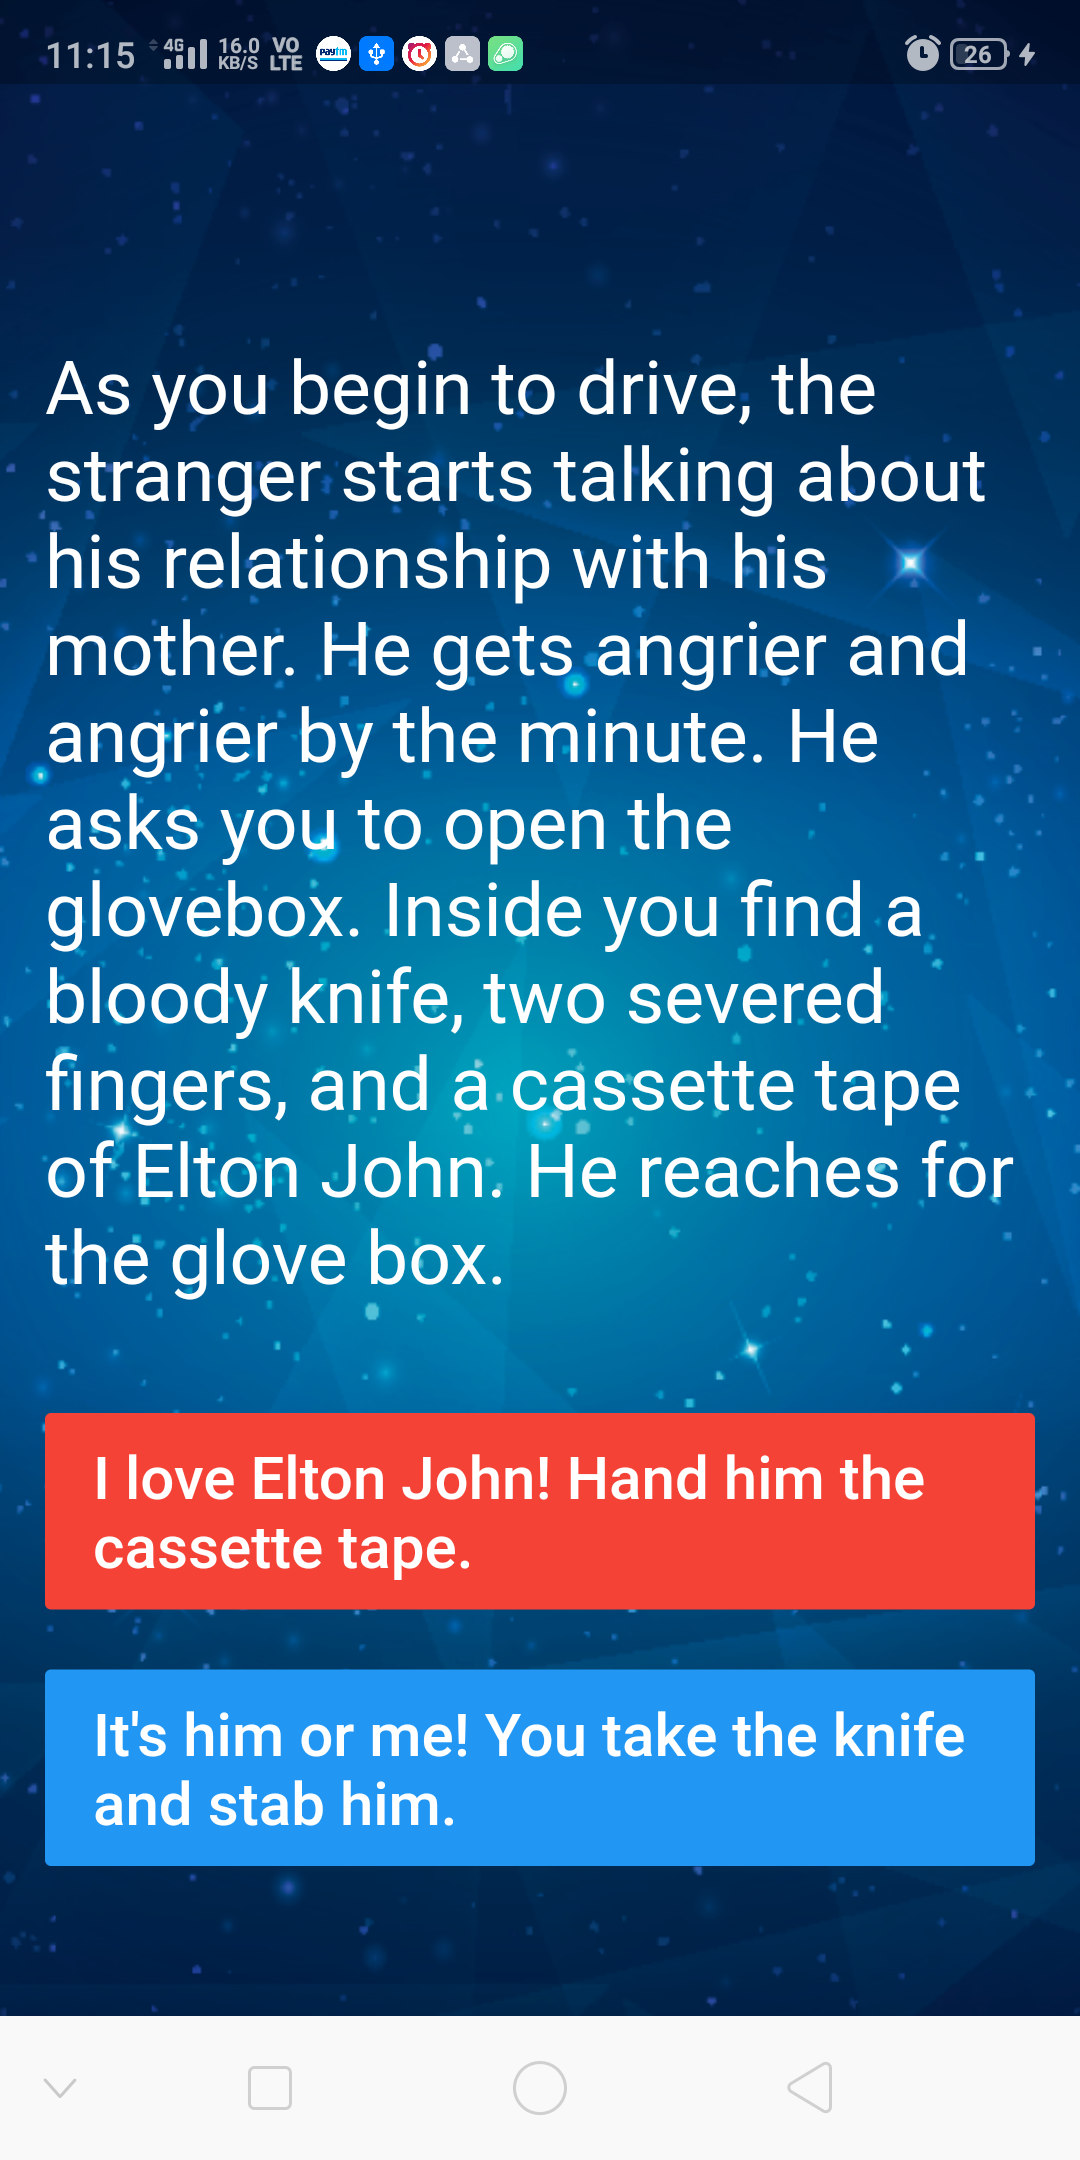 11:15 4G 16.0 KB/S VO LTE paytm 26
As you begin to drive, the
stranger starts talking about
his relationship with his
mother. He gets angrier and
angrier by the minute. He
asks you to open the
glovebox. Inside you find a
bloody knife, two severed
fingers, and a cassette tape
of Elton John. He reaches for
the glove box.
I love Elton John! Hand him the
cassette tape.
It's him or me! You take the knife
and stab him.